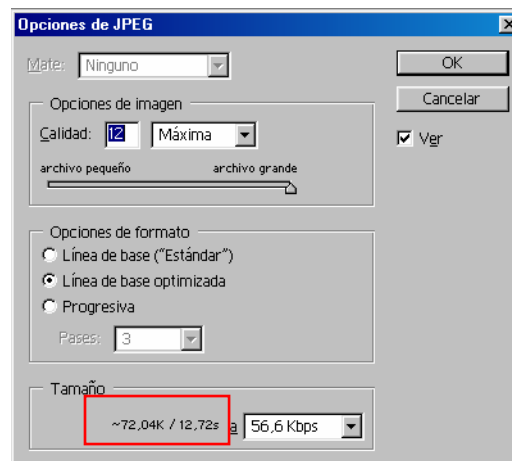 Opciones de JPEG
Mate: Ninguno
OK
Opciones de imagen
Cancelar
Calidad: 12 Máxima
Ver
archivo pequeño archivo grande
Opciones de formato
Línea de base ("Estándar")
Línea de base optimizada
Progresiva
Pases: 3
Tamaño
~72,04K / 12,72s a 56,6 Kbps